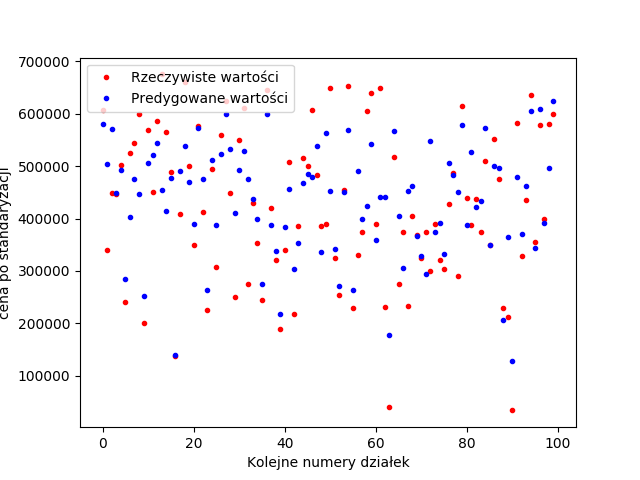 700000
600000
500000
400000
300000
200000
100000
cena po standaryzacji
Rzeczywiste wartości
Predygowane wartości
0 20 40 60 80 100
Kolejne numery działek